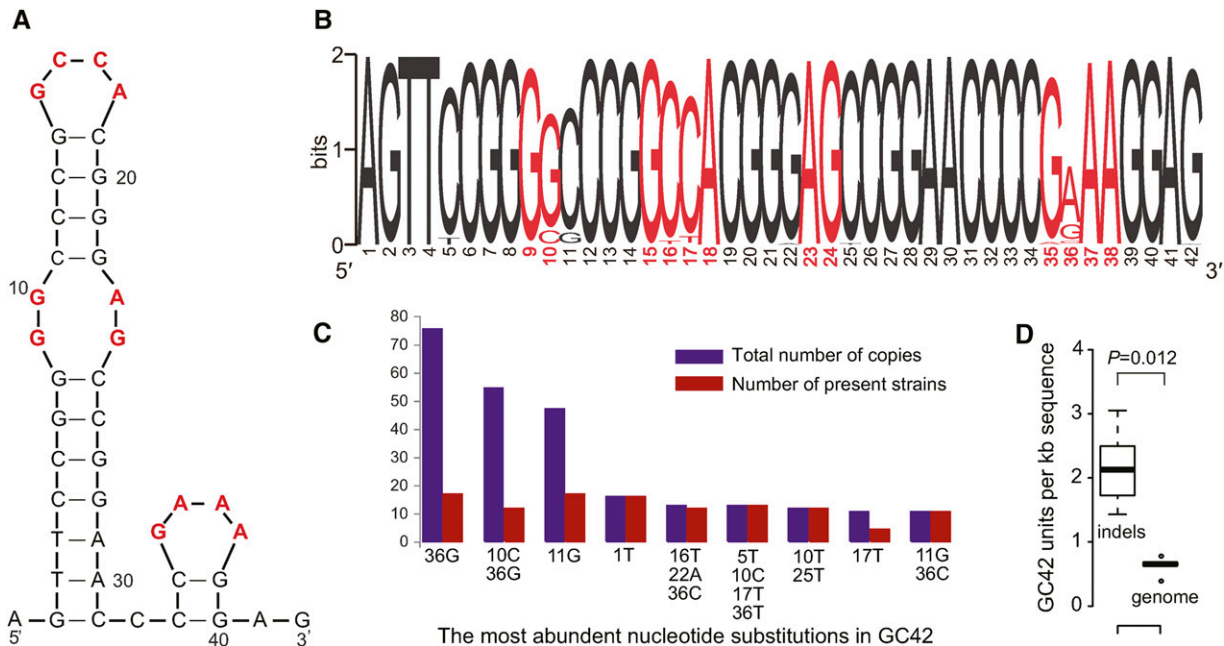 A
C C
G A
G C
C G 20
C G
C G
10 G A
G G
G C
G C
C G
C G A A
T A G A
T A 30 C G
A G C C C G A G
5' 40 3'
B
2
bits
1
0
AGTTCCGGGGCCCGGCCACGGGAGCCGGAACCCCGAAAGGAG
1 2 3 4 5 6 7 8 9 10 11 12 13 14 15 16 17 18 19 20 21 22 23 24 25 26 27 28 29 30 31 32 33 34 35 36 37 38 39 40 41 42
5′ 3′
C
80
70
60
50
40
30
20
10
0
Total number of copies
Number of present strains
36G 10C 11G 1T 16T 5T 10T 17T 11G
36G 22A 10C 25T 36C
36C 17T
36T
The most abundent nucleotide substitutions in GC42
D
GC42 units per kb sequence
4
3
2
1
0
P=0.012
indels
genome